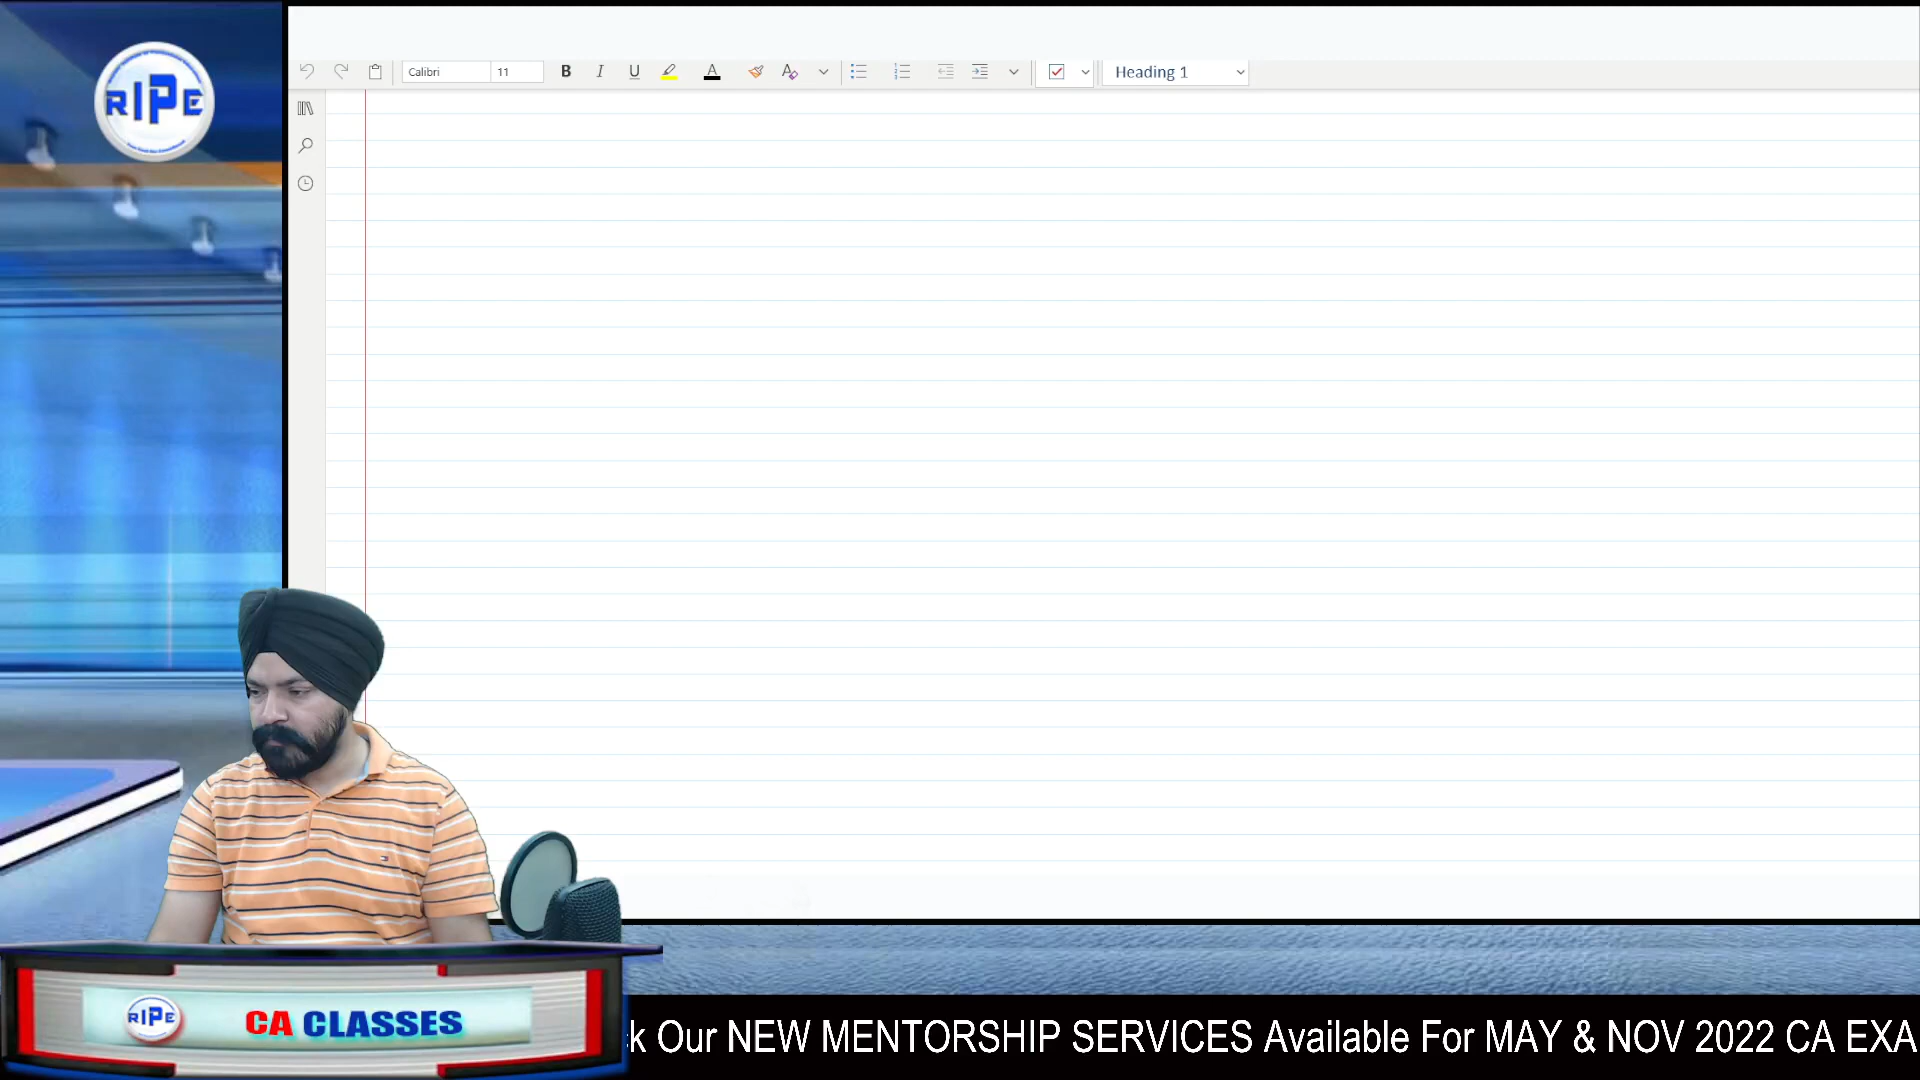 RIPE
Calibri
11
B I U A A
Heading 1
RIPE
CA CLASSES
k Our NEW MENTORSHIP SERVICES Available For MAY & NOV 2022 CA EXA